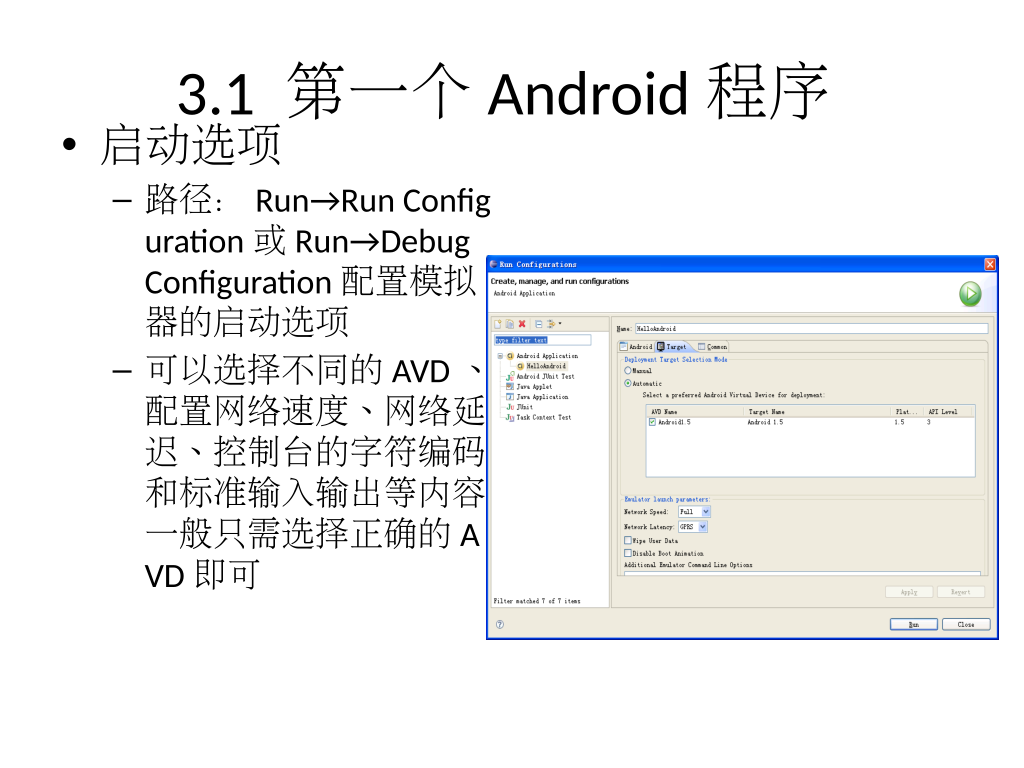 3.1 第一个 Android 程序
• 启动选项
– 路径： Run→Run Config
uration 或 Run→Debug
Configuration 配置模拟
器的启动选项
– 可以选择不同的 AVD 、
配置网络速度、网络延
迟、控制台的字符编码
和标准输入输出等内容
一般只需选择正确的 A
VD 即可
Run Configurations
Create, manage, and run configurations
Android Application
type filter text
Android Application
HelloAndroid
Android JUnit Test
Java Applet
Java Application
JUnit
Task Context Test
Filter matched 7 of 7 items
Name: HelloAndroid
Android Target Common
Deployment Target Selection Mode
Manual
Automatic
Select a preferred Android Virtual Device for deployment:
AVD Name Target Name Plat... API Level
Android1.5 Android 1.5 1.5 3
Emulator launch parameters:
Network Speed: Full
Network Latency: GPRS
Wipe User Data
Disable Boot Animation
Additional Emulator Command Line Options
Apply Revert
Run Close